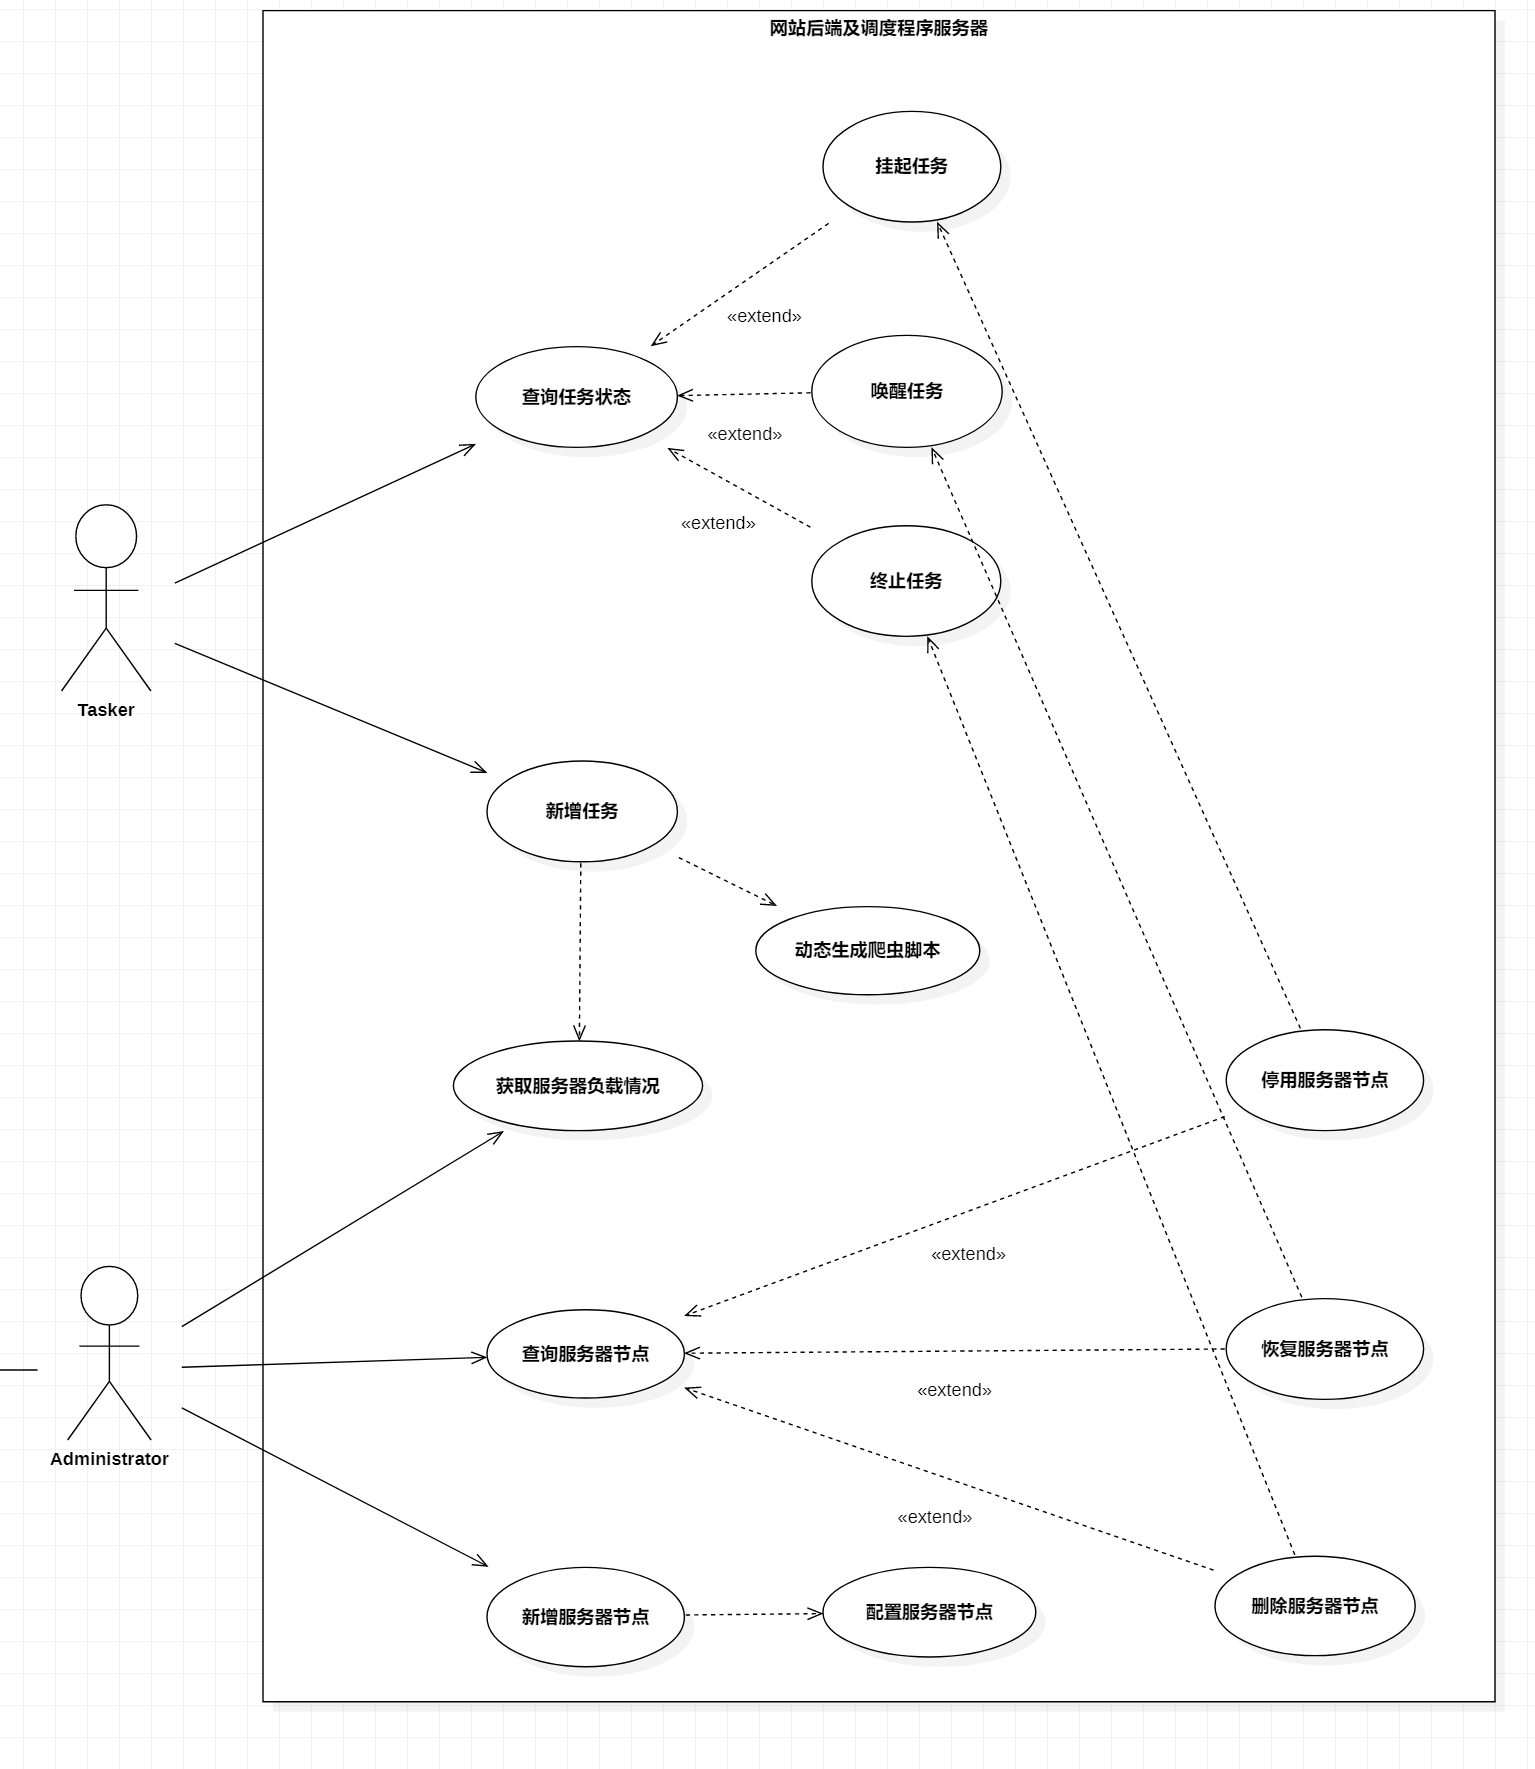 网站后端及调度程序服务器
挂起任务
«extend»
查询任务状态
唤醒任务
«extend»
«extend»
终止任务
Tasker
新增任务
动态生成爬虫脚本
获取服务器负载情况
停用服务器节点
«extend»
查询服务器节点
恢复服务器节点
«extend»
Administrator
«extend»
新增服务器节点
配置服务器节点
删除服务器节点